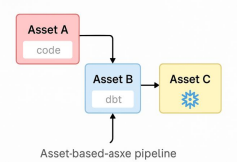 Asset A
code
Asset B
dbt
Asset C
Asset-based-asxe pipeline